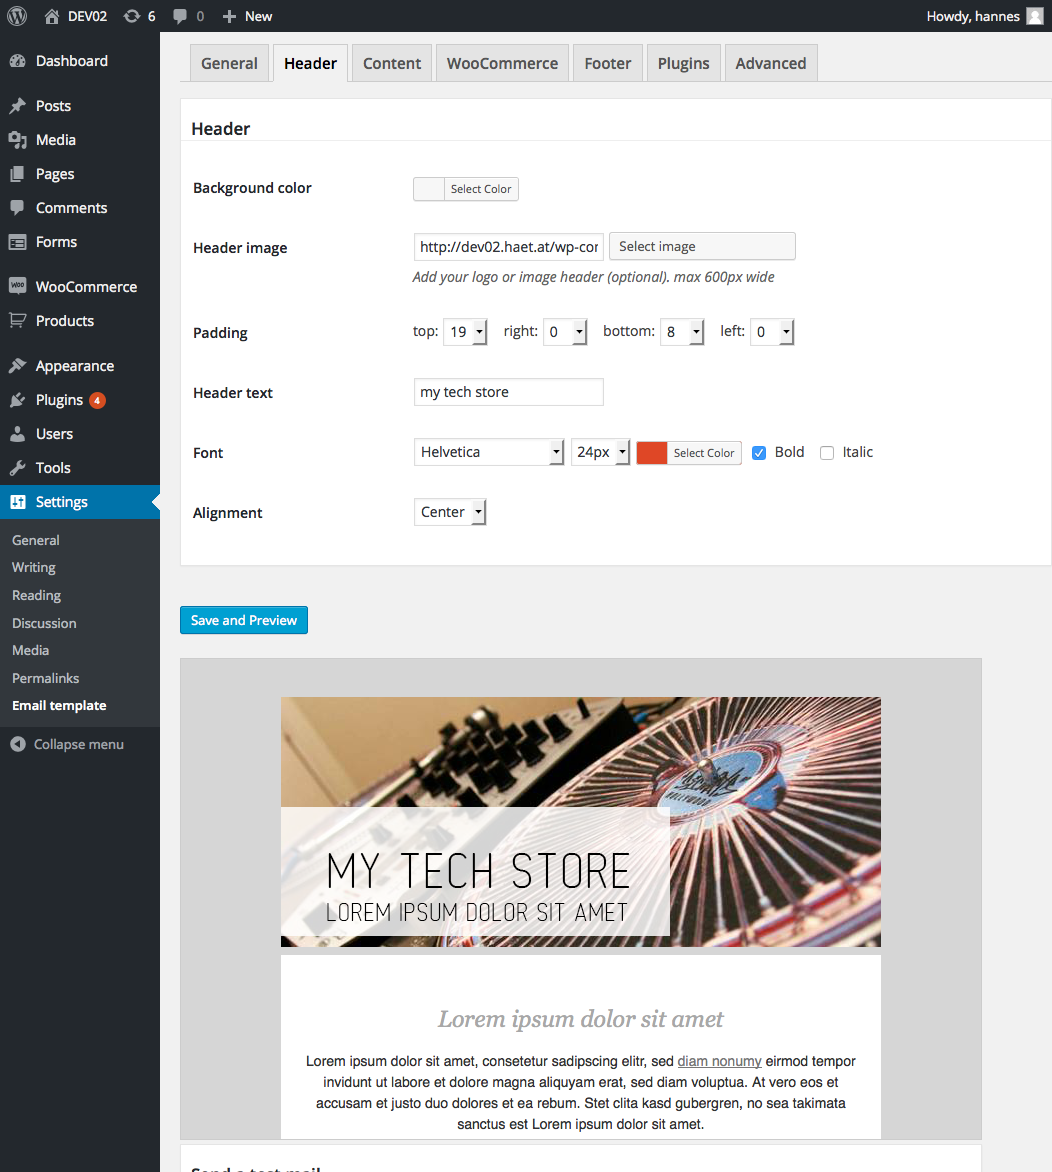 DEV02 6 0 New Howdy, hannes
Dashboard
Posts
Media
Pages
Comments
Forms
WooCommerce
Products
Appearance
Plugins 4
Users
Tools
Settings
General
Writing
Reading
Discussion
Media
Permalinks
Email template
Collapse menu
General Header Content WooCommerce Footer Plugins Advanced
Header
Background color Select Color
Header image http://dev02.haet.at/wp-cor Select image
Add your logo or image header (optional). max 600px wide
Padding top: 19 right: 0 bottom: 8 left: 0
Header text my tech store
Font Helvetica 24px Select Color Bold Italic
Alignment Center
Save and Preview
HOLLYWOOD
MY TECH STORE
LOREM IPSUM DOLOR SIT AMET
Lorem ipsum dolor sit amet
Lorem ipsum dolor sit amet, consetetur sadipscing elitr, sed diam nonumy eirmod tempor
invidunt ut labore et dolore magna aliquyam erat, sed diam voluptua. At vero eos et
accusam et justo duo dolores et ea rebum. Stet clita kasd gubergren, no sea takimata
sanctus est Lorem ipsum dolor sit amet.
Send a test mail